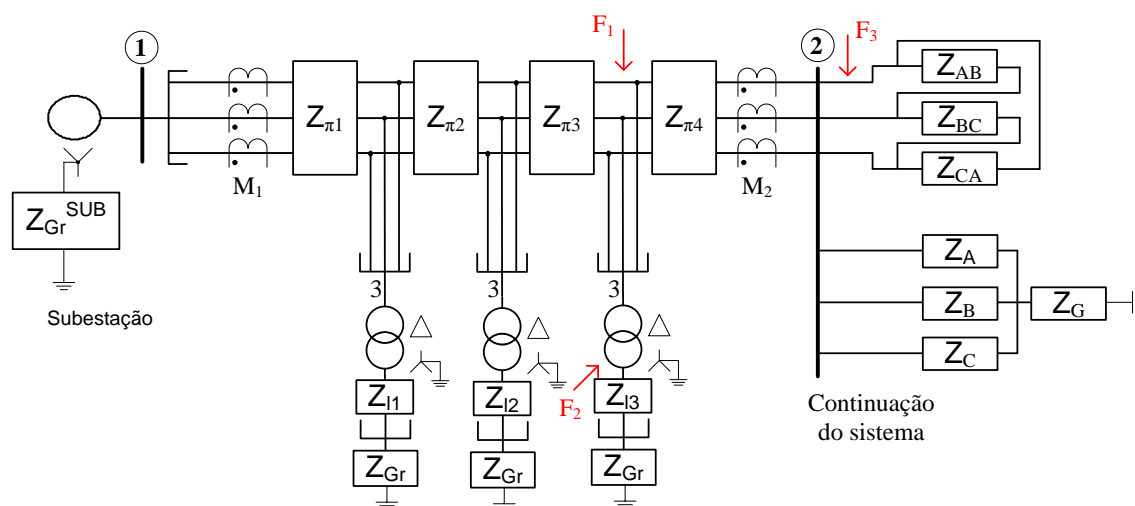 1
F1
2
F3
ZAB
ZBC
ZCA
Zπ1
Zπ2
Zπ3
Zπ4
M1
M2
ZGr SUB
Subestação
3
3
3
ZA
ZB
ZC
ZG
Zl1
Zl2
Zl3
F2
ZGr
ZGr
ZGr
Continuação
do sistema